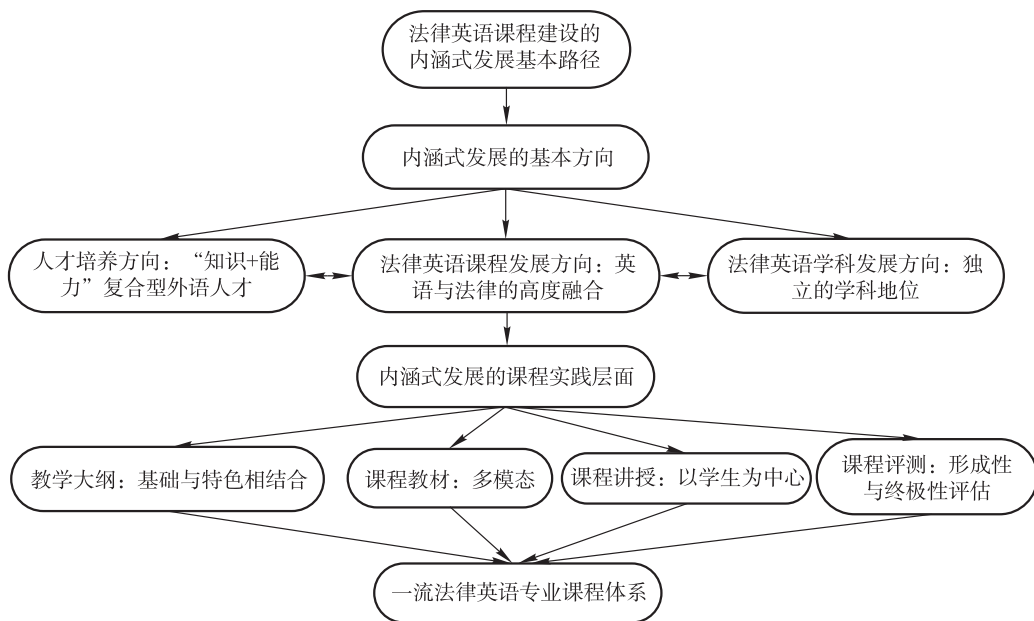 法律英语课程建设的
内涵式发展基本路径
内涵式发展的基本方向
人才培养方向：“知识+能
力”复合型外语人才
法律英语课程发展方向：英
语与法律的高度融合
法律英语学科发展方向：独
立的学科地位
内涵式发展的课程实践层面
教学大纲：基础与特色相结合
课程教材：多模态
课程讲授：以学生为中心
课程评测：形成性
与终极性评估
一流法律英语专业课程体系